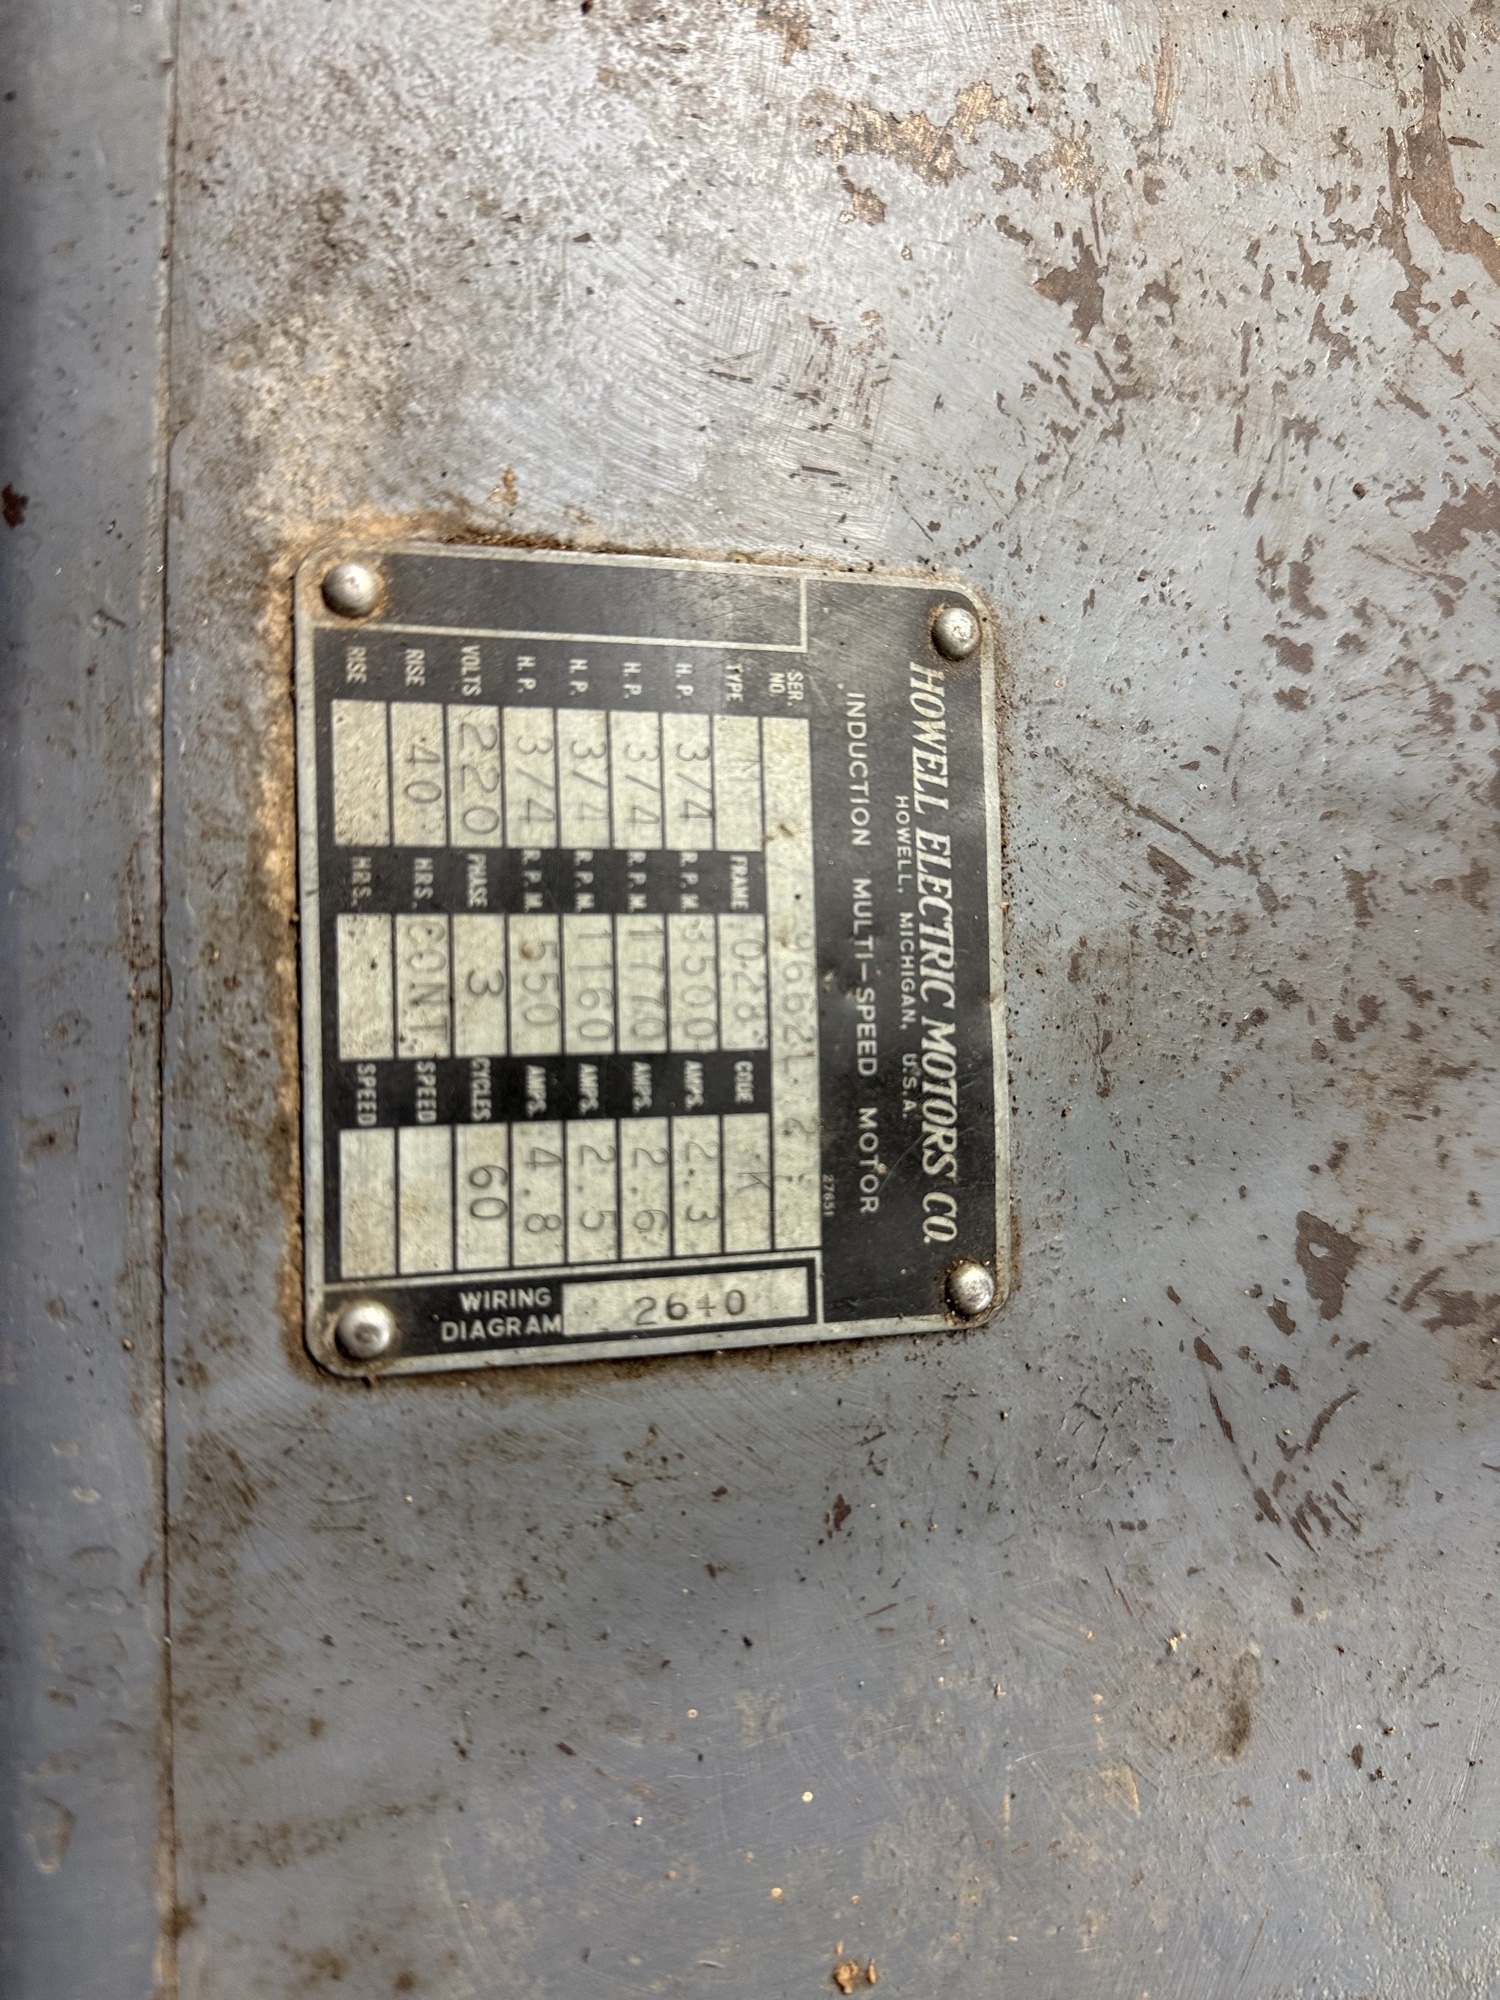 HOWELL ELECTRIC MOTORS CO.
HOWELL, MICHIGAN, U.S.A.
INDUCTION MULTI-SPEED MOTOR
27651
SER. NO.
TYPE N FRAME 028 CODE K
H.P. 3/4 R.P.M. 3500 AMPS. 2.3
H.P. 3/4 R.P.M. 1770 AMPS. 2.6
H.P. 3/4 R.P.M. 1160 AMPS. 2.5
H.P. 3/4 R.P.M. 550 AMPS. 4.8
VOLTS 220 PHASE 3 CYCLES 60
RISE 40 HRS. CONT. SPEED
RISE HRS. SPEED
WIRING DIAGRAM 2640